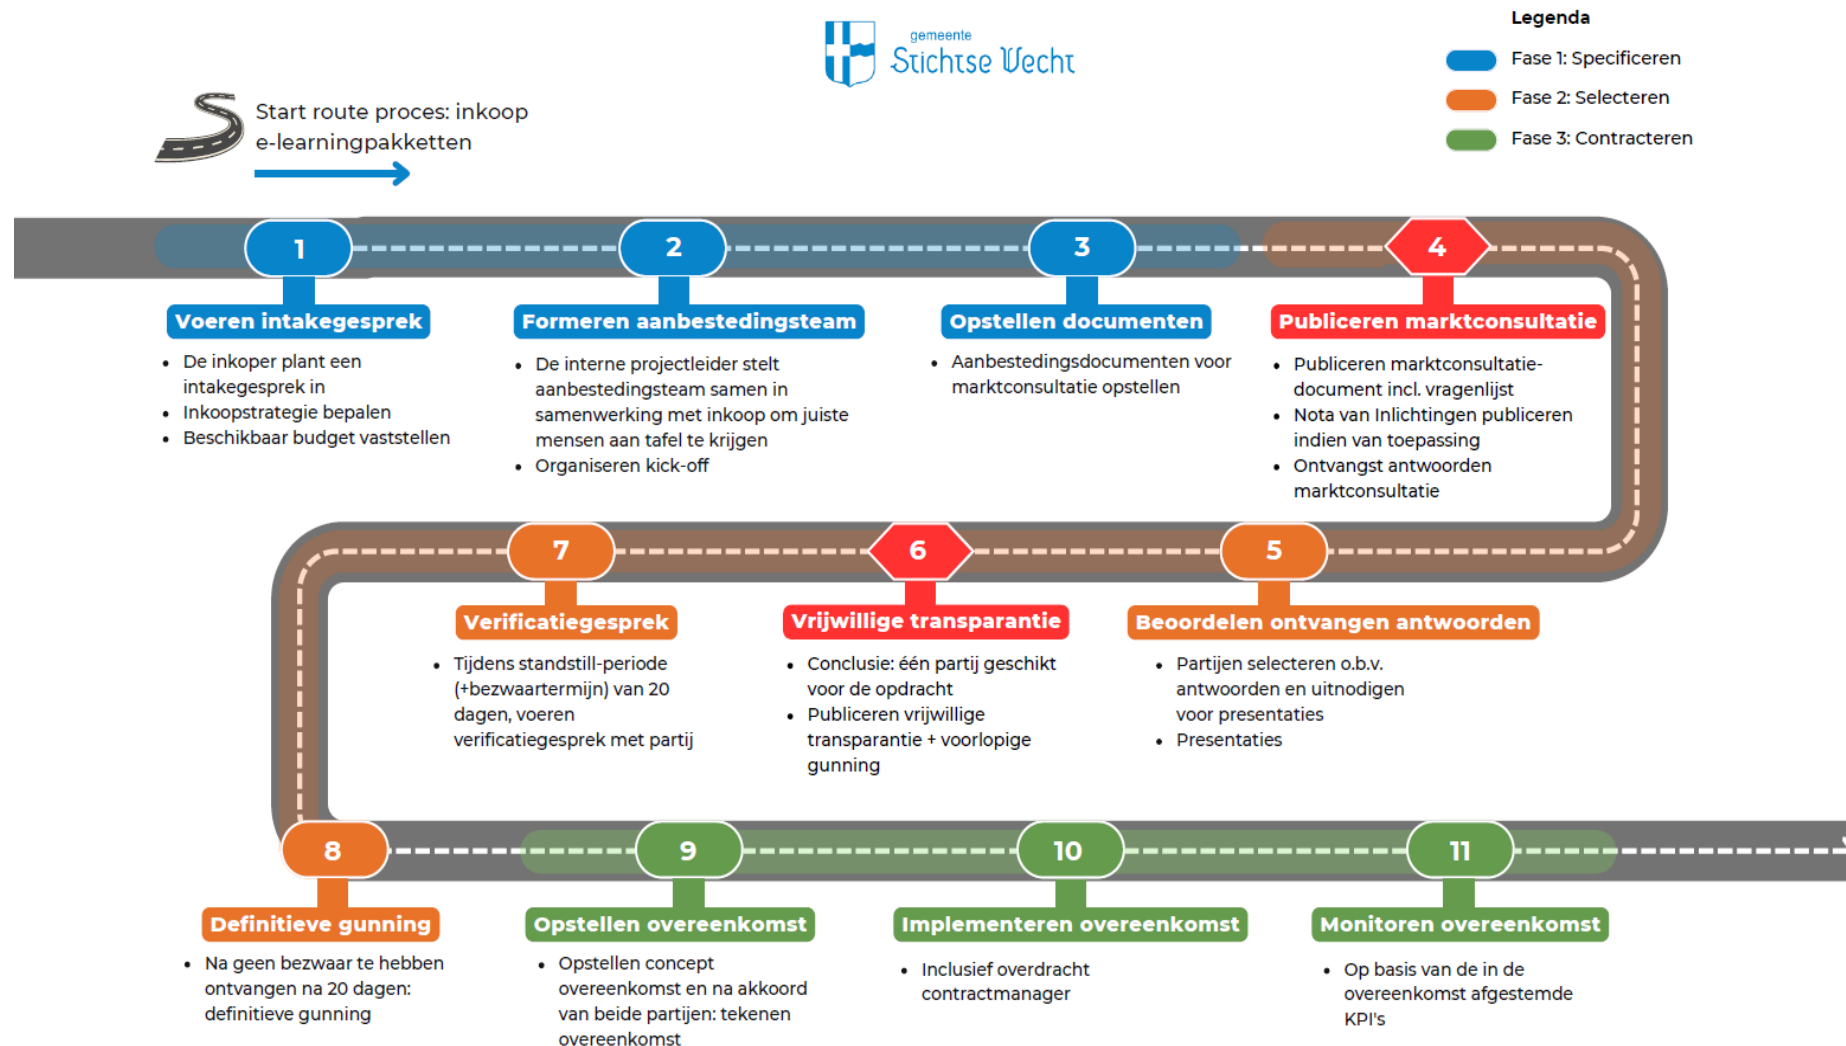 gemeente
Stichtse Vecht
Legenda
Fase 1: Specificeren
Fase 2: Selecteren
Fase 3: Contracteren
Start route proces: inkoop
e-learningpakketten
1
2
3
4
Voeren intakegesprek
• De inkoper plant een
intakegesprek in
• Inkoopstrategie bepalen
• Beschikbaar budget vaststellen
Formeren aanbestedingsteam
• De interne projectleider stelt
aanbestedingsteam samen in
samenwerking met inkoop om juiste
mensen aan tafel te krijgen
• Organiseren kick-off
Opstellen documenten
• Aanbestedingsdocumenten voor
marktconsultatie opstellen
Publiceren marktconsultatie
• Publiceren marktconsultatie-
document incl. vragenlijst
• Nota van Inlichtingen publiceren
indien van toepassing
• Ontvangst antwoorden
marktconsultatie
7
6
5
Verificatiegesprek
• Tijdens standstill-periode
(+bezwaartermijn) van 20
dagen, voeren
verificatiegesprek met partij
Vrijwillige transparantie
• Conclusie: één partij geschikt
voor de opdracht
• Publiceren vrijwillige
transparantie + voorlopige
gunning
Beoordelen ontvangen antwoorden
• Partijen selecteren o.b.v.
antwoorden en uitnodigen
voor presentaties
• Presentaties
8
9
10
11
Definitieve gunning
• Na geen bezwaar te hebben
ontvangen na 20 dagen:
definitieve gunning
Opstellen overeenkomst
• Opstellen concept
overeenkomst en na akkoord
van beide partijen: tekenen
overeenkomst
Implementeren overeenkomst
• Inclusief overdracht
contractmanager
Monitoren overeenkomst
• Op basis van de in de
overeenkomst afgestemde
KPI's